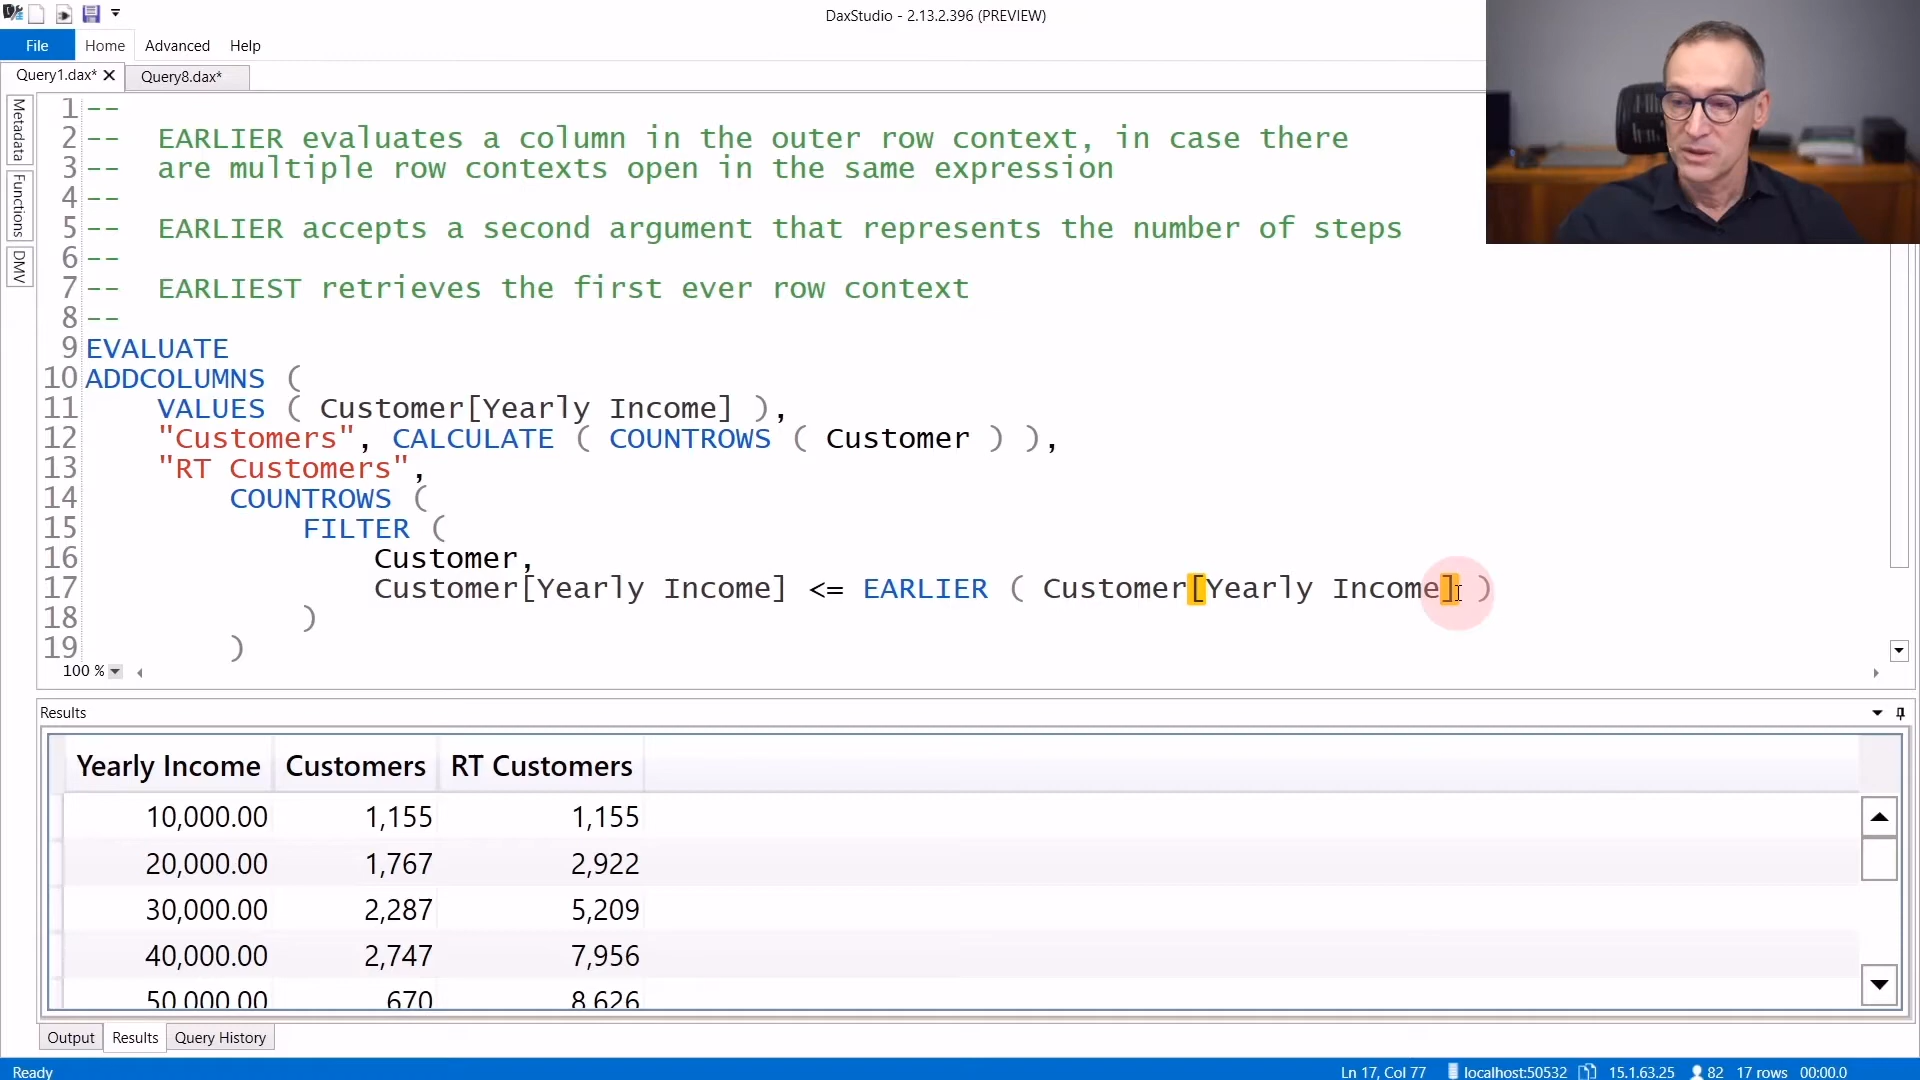 DaxStudio - 2.13.2.396 (PREVIEW)
File Home Advanced Help
Query1.dax* Query8.dax*
Metadata
Functions
DMV
1 --
2 --  EARLIER evaluates a column in the outer row context, in case there
3 --  are multiple row contexts open in the same expression
4 --
5 --  EARLIER accepts a second argument that represents the number of steps
6 --
7 --  EARLIEST retrieves the first ever row context
8 --
9 EVALUATE
10 ADDCOLUMNS (
11     VALUES ( Customer[Yearly Income] ),
12     "Customers", CALCULATE ( COUNTROWS ( Customer ) ),
13     "RT Customers",
14         COUNTROWS (
15             FILTER (
16                 Customer,
17                 Customer[Yearly Income] <= EARLIER ( Customer[Yearly Income] )
18             )
19         )
100 %
Results
Yearly Income Customers RT Customers
10,000.00 1,155 1,155
20,000.00 1,767 2,922
30,000.00 2,287 5,209
40,000.00 2,747 7,956
50,000.00 670 8,626
Output Results Query History
Ready Ln 17, Col 77 localhost:50532 15.1.63.25 82 17 rows 00:00.0